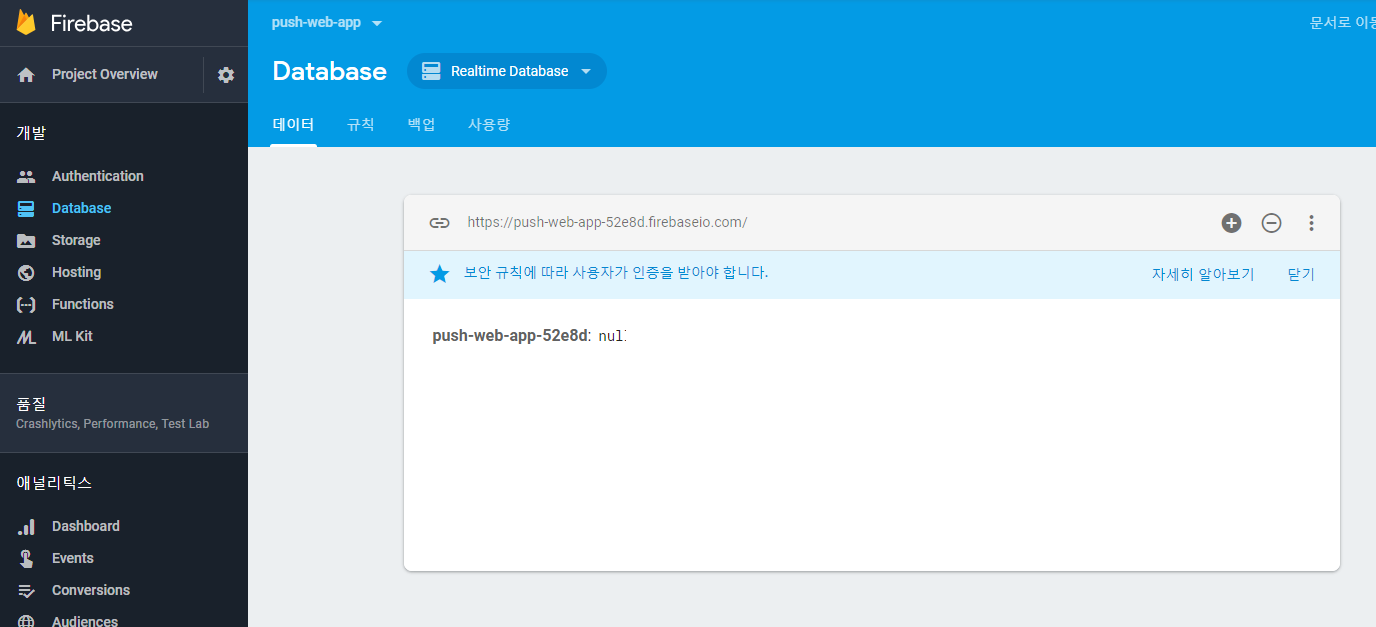 Firebase
Project Overview
개발
Authentication
Database
Storage
Hosting
Functions
ML Kit
품질
Crashlytics, Performance, Test Lab
애널리틱스
Dashboard
Events
Conversions
Audiences
push-web-app
문서로
Database
Realtime Database
데이터 규칙 백업 사용량
https://push-web-app-52e8d.firebaseio.com/
보안 규칙에 따라 사용자가 인증을 받아야 합니다. 자세히 알아보기 닫기
push-web-app-52e8d: null